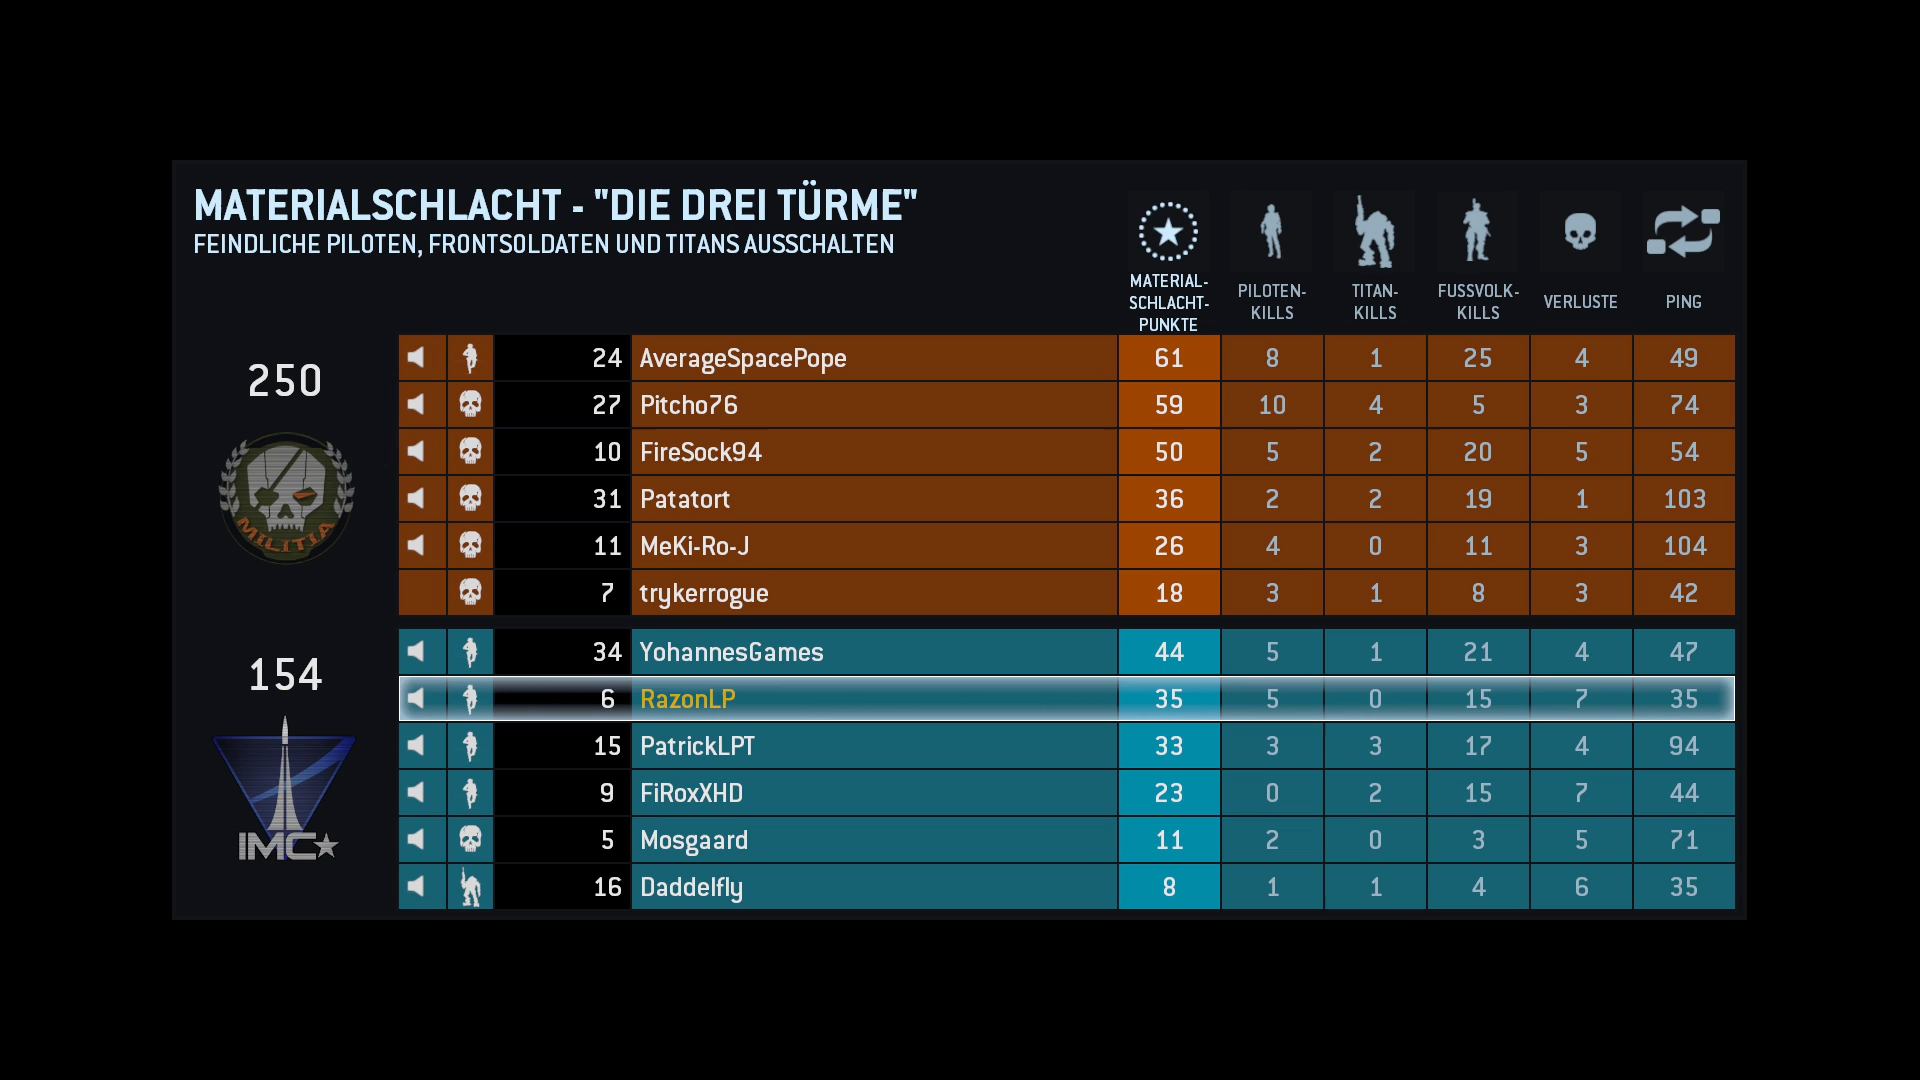 MATERIALSCHLACHT - "DIE DREI TÜRME"
FEINDLICHE PILOTEN, FRONTSOLDATEN UND TITANS AUSSCHALTEN
MATERIAL-
SCHLACHT-
PUNKTE
PILOTEN-
KILLS
TITAN-
KILLS
FUSSVOLK-
KILLS
VERLUSTE
PING
250
MILITIA
24 AverageSpacePope 61 8 1 25 4 49
27 Pitcho76 59 10 4 5 3 74
10 FireSock94 50 5 2 20 5 54
31 Patatort 36 2 2 19 1 103
11 MeKi-Ro-J 26 4 0 11 3 104
7 trykerrogue 18 3 1 8 3 42
154
IMC
34 YohannesGames 44 5 1 21 4 47
6 RazonLP 35 5 0 15 7 35
15 PatrickLPT 33 3 3 17 4 94
9 FiRoxXHD 23 0 2 15 7 44
5 Mosgaard 11 2 0 3 5 71
16 Daddelfly 8 1 1 4 6 35